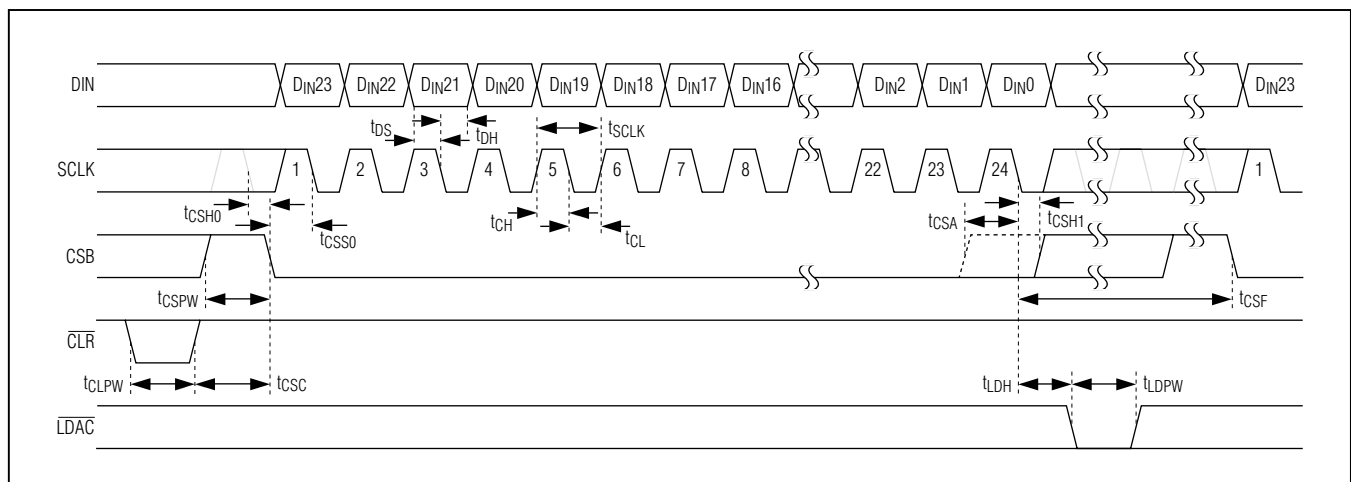 DIN DIN23 DIN22 DIN21 DIN20 DIN19 DIN18 DIN17 DIN16 DIN2 DIN1 DIN0 DIN23
tDS tDH tSCLK
SCLK 1 2 3 4 5 6 7 8 22 23 24 1
tCSH0 tCSS0 tCH tCL tCSA tCSH1
CSB
tCSPW tCSF
CLR
tCLPW tCSC tLDH tLDPW
LDAC